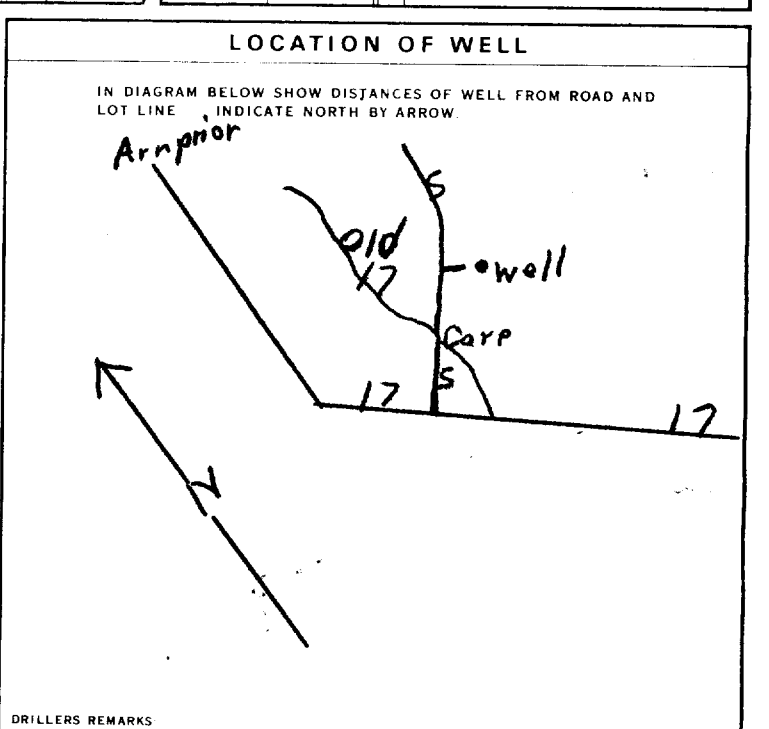 LOCATION OF WELL
IN DIAGRAM BELOW SHOW DISTANCES OF WELL FROM ROAD AND
LOT LINE , INDICATE NORTH BY ARROW.
Arnprior
5
old
17
well
Carp
5
17
17
N
DRILLERS REMARKS